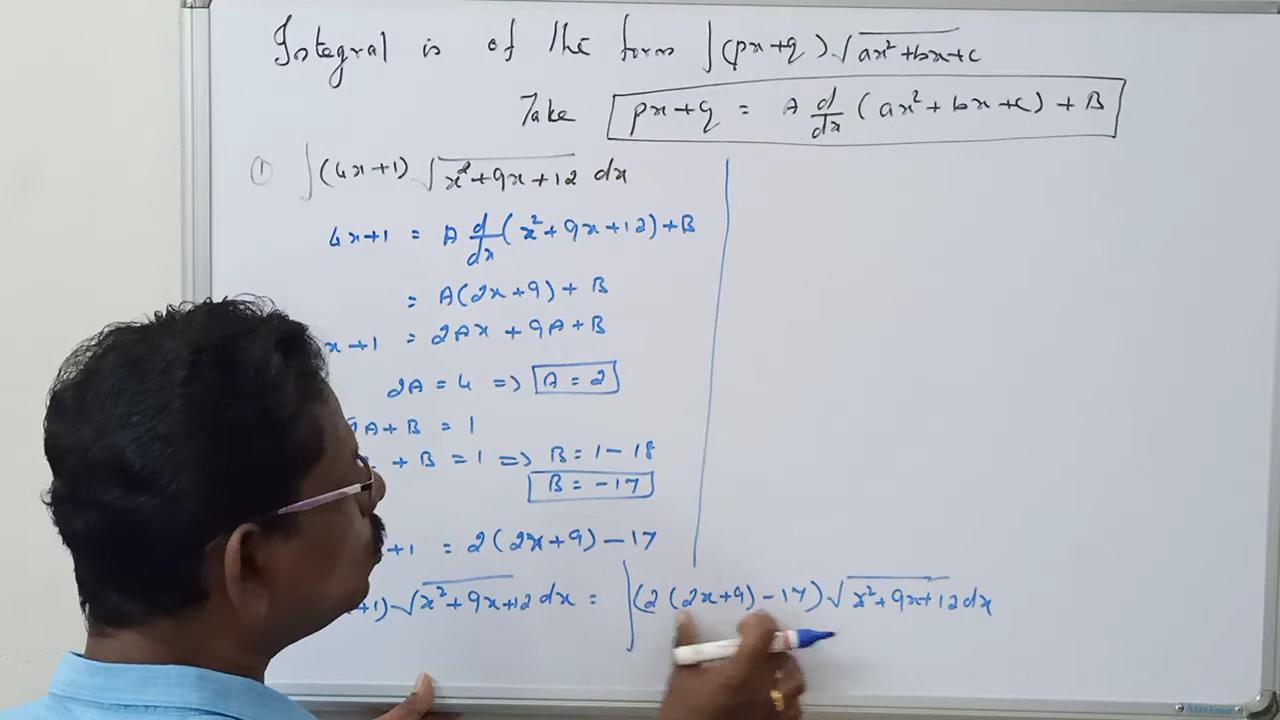 Integral is of the form ∫(px+q)√ax²+bx+c
Take px+q = A d/dx (ax²+bx+c) + B
① ∫(4x+1) √x²+9x+12 dx
4x+1 = A d/dx (x²+9x+12) + B
= A(2x+9) + B
x+1 = 2Ax + 9A+B
2A = 4 => A = 2
9A+B = 1
+ B = 1 => B = 1-18
B = -17
+1 = 2(2x+9) - 17
+1) √x²+9x+12 dx = ∫(2(2x+9)-17) √x²+9x+12 dx